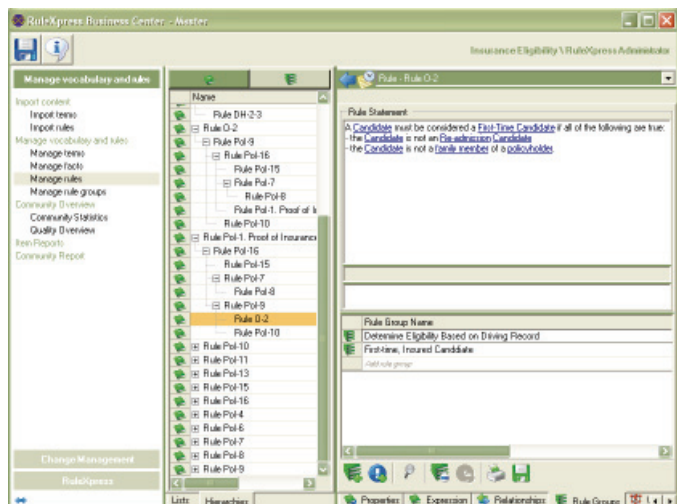 RuleXpress Business Center - Master
Insurance Eligibility \ RuleXpress Administrator
Manage vocabulary and rules
Import content
Import terms
Import rules
Manage vocabulary and rules
Manage terms
Manage facts
Manage rules
Manage rule groups
Community Overview
Community Statistics
Quality Overview
Item Reports
Community Report
Change Management
RuleXpress
Name
Rule DH-2-3
Rule O-2
Rule Pol-9
Rule Pol-16
Rule Pol-15
Rule Pol-7
Rule Pol-8
Rule Pol-1. Proof of Ir
Rule Pol-10
Rule Pol-1. Proof of Insurance
Rule Pol-16
Rule Pol-15
Rule Pol-7
Rule Pol-8
Rule Pol-9
Rule O-2
Rule Pol-10
Rule Pol-10
Rule Pol-11
Rule Pol-13
Rule Pol-15
Rule Pol-16
Rule Pol-4
Rule Pol-6
Rule Pol-7
Rule Pol-8
Rule Pol-9
Lists Hierarchies
Rule - Rule O-2
Rule Statement
A Candidate must be considered a First-Time Candidate if all of the following are true:
- the Candidate is not an Re-admission Candidate
- the Candidate is not a family member of a policyholder.
Rule Group Name
Determine Eligibility Based on Driving Record
First-time, Insured Candidate
Add rule group
Properties Expression Relationships Rule Groups